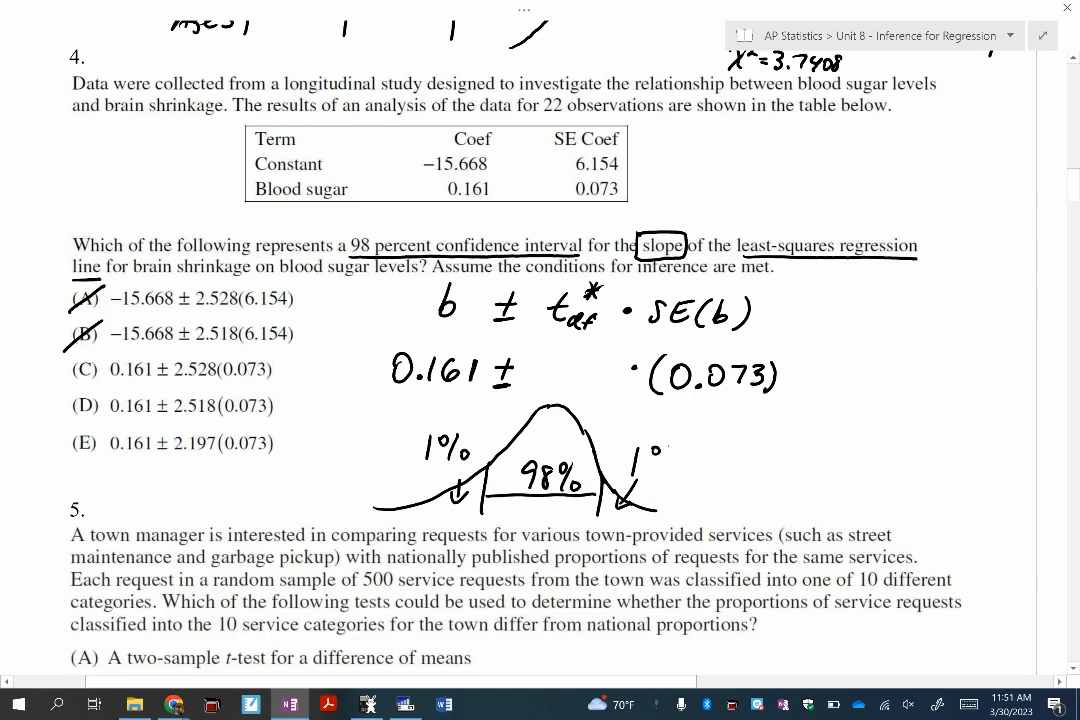 AP Statistics > Unit 8 - Inference for Regression
X² = 3.7408
4.
Data were collected from a longitudinal study designed to investigate the relationship between blood sugar levels
and brain shrinkage. The results of an analysis of the data for 22 observations are shown in the table below.
Term Coef SE Coef
Constant −15.668 6.154
Blood sugar 0.161 0.073
Which of the following represents a 98 percent confidence interval for the slope of the least-squares regression
line for brain shrinkage on blood sugar levels? Assume the conditions for inference are met.
(A) −15.668 ± 2.528(6.154)
b ± t*df · SE(b)
(B) −15.668 ± 2.518(6.154)
(C) 0.161 ± 2.528(0.073)
0.161 ± · (0.073)
(D) 0.161 ± 2.518(0.073)
(E) 0.161 ± 2.197(0.073)
1% 98% 1°
5.
A town manager is interested in comparing requests for various town-provided services (such as street
maintenance and garbage pickup) with nationally published proportions of requests for the same services.
Each request in a random sample of 500 service requests from the town was classified into one of 10 different
categories. Which of the following tests could be used to determine whether the proportions of service requests
classified into the 10 service categories for the town differ from national proportions?
(A) A two-sample t-test for a difference of means
70°F
11:51 AM
3/30/2023